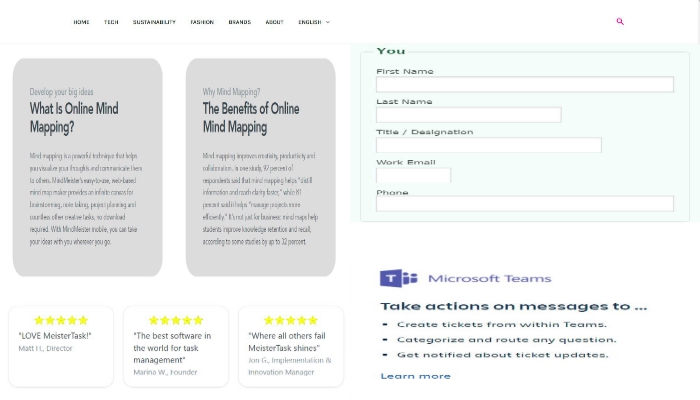 HOME TECH SUSTAINABILITY FASHION BRANDS ABOUT ENGLISH
Develop your big ideas
What Is Online Mind
Mapping?
Mind mapping is a powerful technique that helps
you visualize your thoughts and communicate them
to others. MindMeister's easy-to-use, web-based
mind map maker provides an infinite canvas for
brainstorming, note taking, project planning and
countless other creative tasks, no download
required. With MindMeister mobile, you can take
your ideas with you wherever you go.
Why Mind Mapping?
The Benefits of Online
Mind Mapping
Mind mapping improves creativity, productivity and
collaboration. In one study, 92 percent of
respondents said that mind mapping helps "distill
information and reach clarity faster," while 81
percent said it helps "manage projects more
efficiently." It's not just for business: mind maps help
students improve knowledge retention and recall,
according to some studies by up to 32 percent.
"LOVE MeisterTask!"
Matt H., Director
"The best software in
the world for task
management"
Marina W., Founder
"Where all others fail
MeisterTask shines"
Jon G., Implementation &
Innovation Manager
You
First Name
Last Name
Title / Designation
Work Email
Phone
Microsoft Teams
Take actions on messages to ...
Create tickets from within Teams.
Categorize and route any question.
Get notified about ticket updates.
Learn more